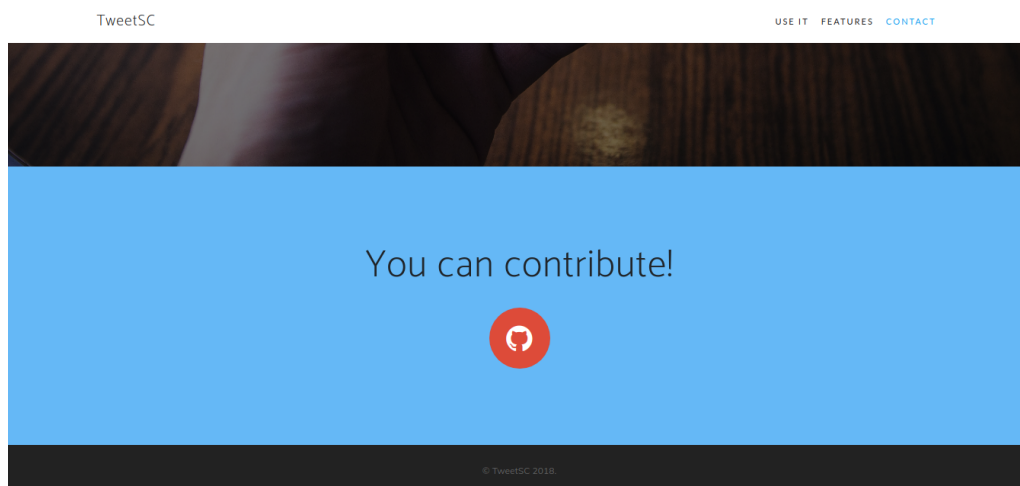 TweetSC
USE IT FEATURES CONTACT
You can contribute!
© TweetSC 2018.